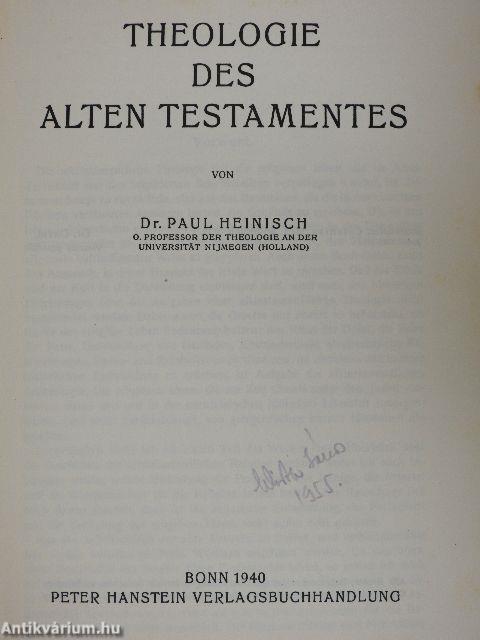 THEOLOGIE
DES
ALTEN TESTAMENTES
VON
Dr. PAUL HEINISCH
O. PROFESSOR DER THEOLOGIE AN DER
UNIVERSITÄT NIJMEGEN (HOLLAND)
1955.
BONN 1940
PETER HANSTEIN VERLAGSBUCHHANDLUNG
Antikvárium.hu